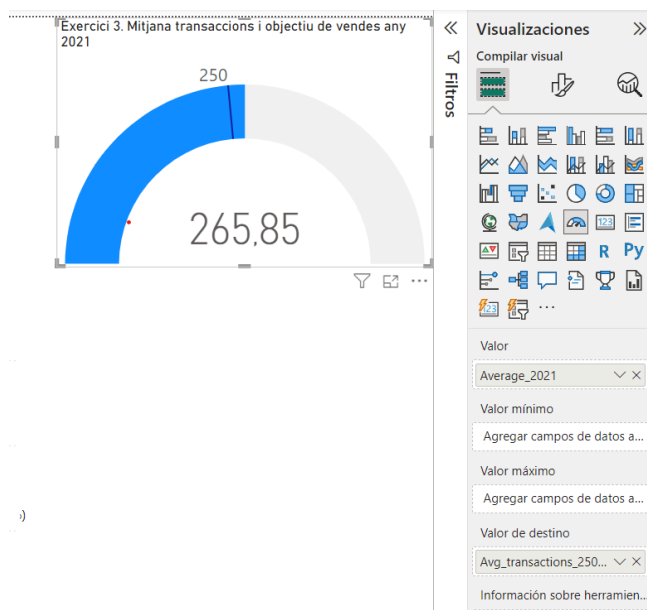 Exercici 3. Mitjana transaccions i objectiu de vendes any
2021
250
265,85
Filtros
Visualizaciones
Compilar visual
123
R
Py
123
Valor
Average_2021
Valor mínimo
Agregar campos de datos a...
Valor máximo
Agregar campos de datos a...
Valor de destino
Avg_transactions_250...
Información sobre herramien...